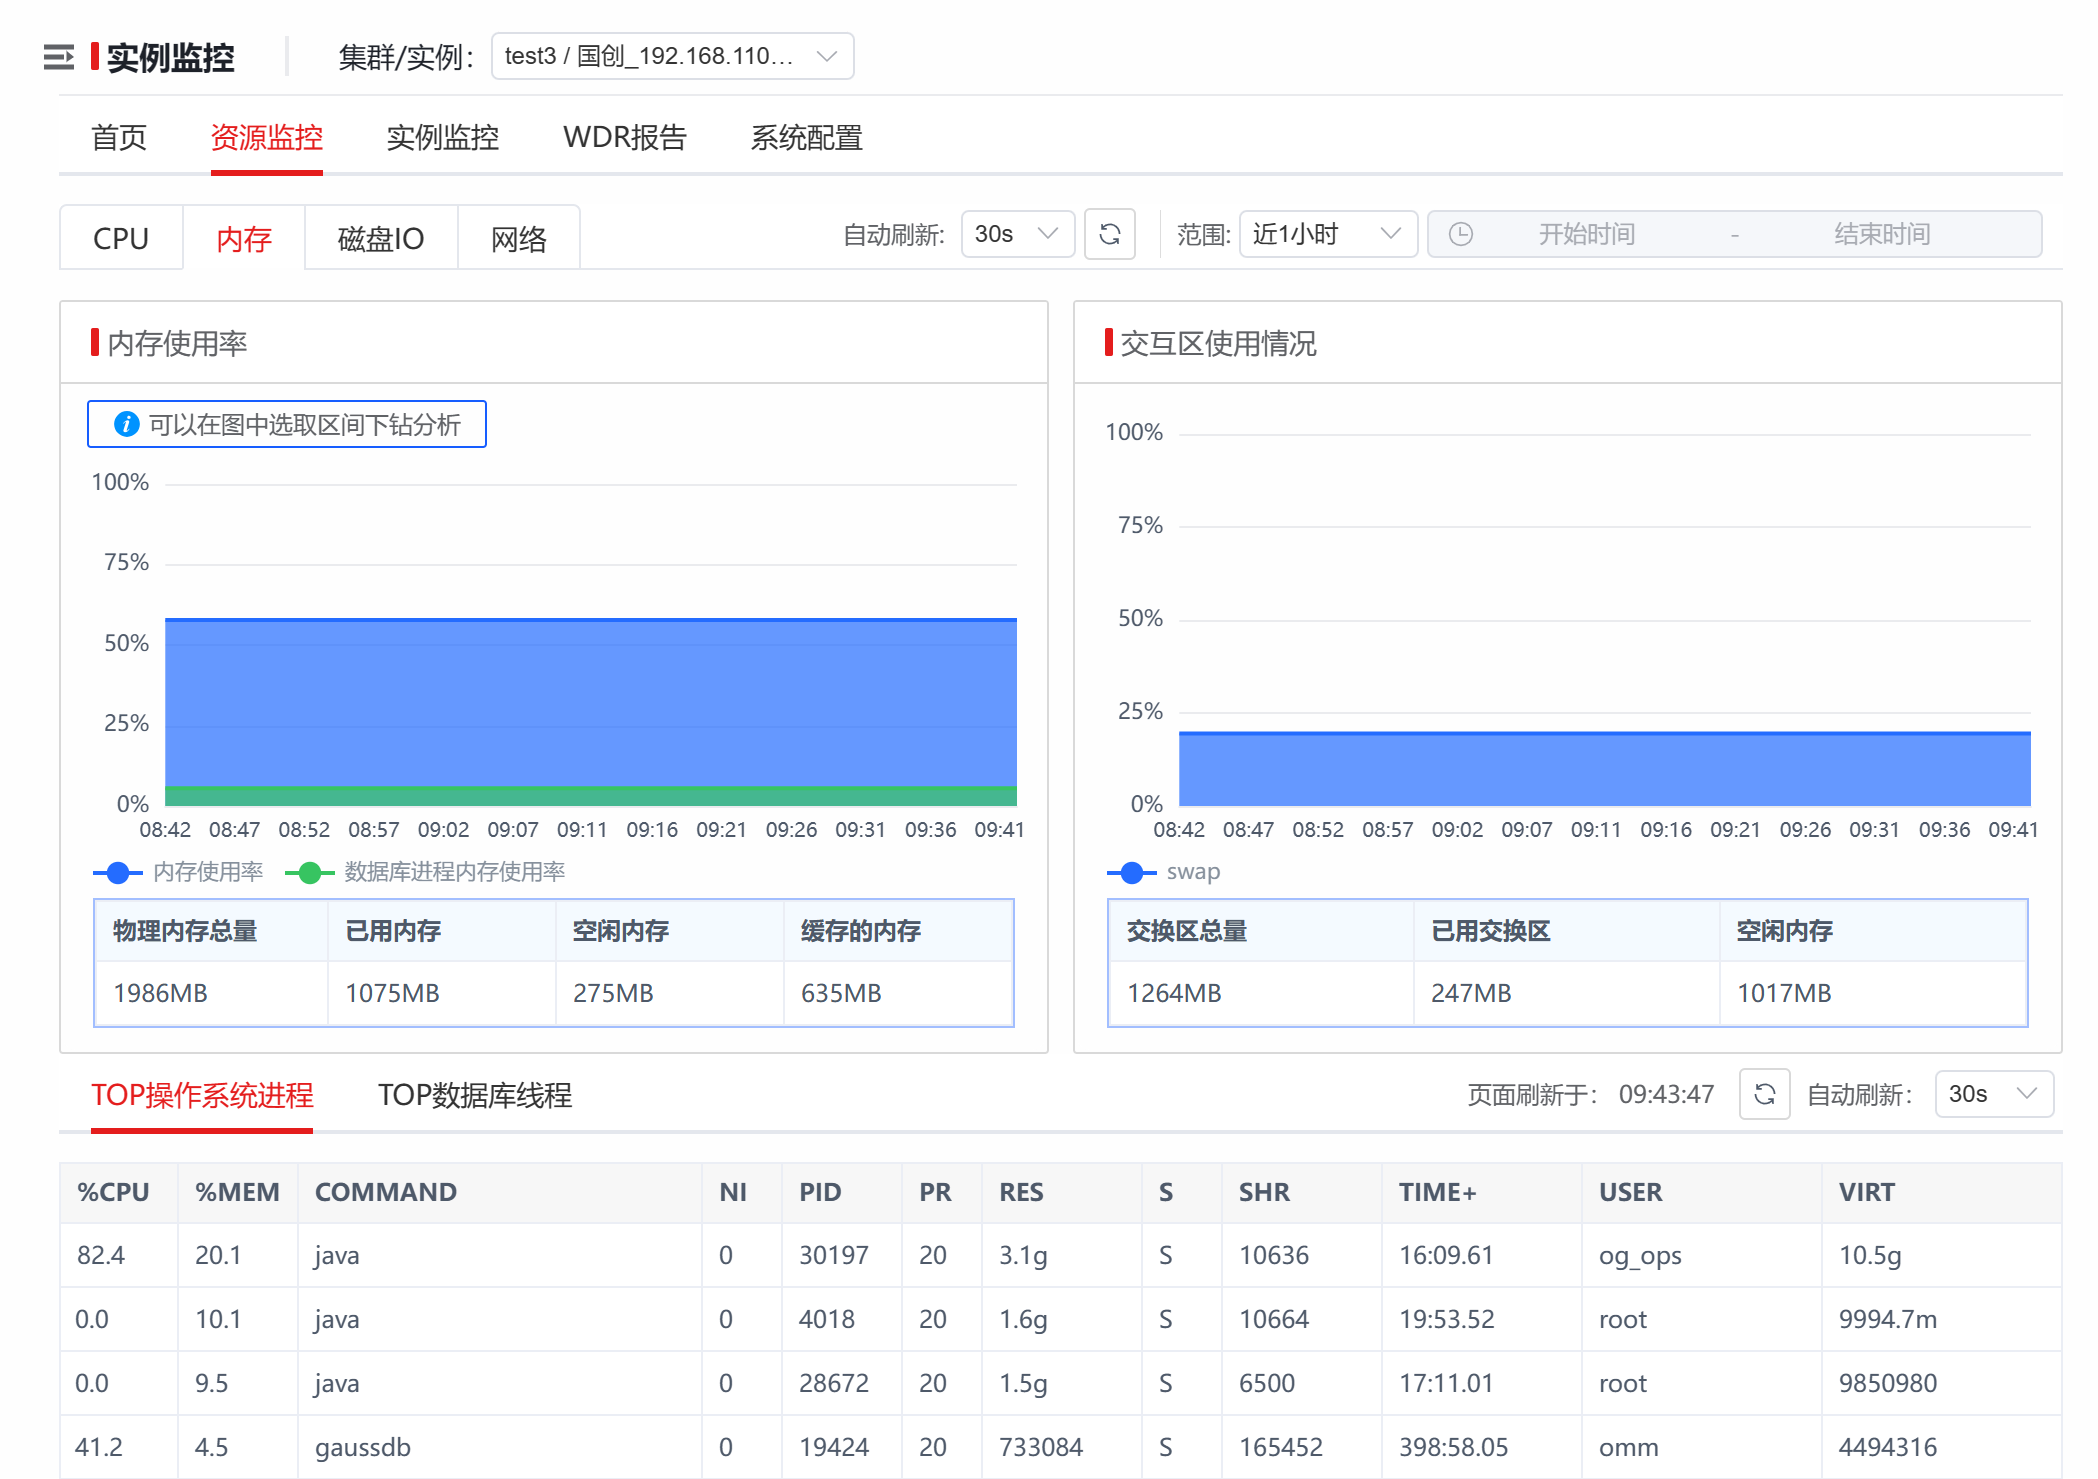 实例监控
集群/实例：
test3 / 国创_192.168.110...
首页 资源监控 实例监控 WDR报告 系统配置
CPU 内存 磁盘IO 网络
自动刷新: 30s
范围: 近1小时
开始时间 - 结束时间
内存使用率
可以在图中选取区间下钻分析
100%
75%
50%
25%
0%
08:42 08:47 08:52 08:57 09:02 09:07 09:11 09:16 09:21 09:26 09:31 09:36 09:41
内存使用率 数据库进程内存使用率
物理内存总量 已用内存 空闲内存 缓存的内存
1986MB 1075MB 275MB 635MB
交互区使用情况
100%
75%
50%
25%
0%
08:42 08:47 08:52 08:57 09:02 09:07 09:11 09:16 09:21 09:26 09:31 09:36 09:41
swap
交换区总量 已用交换区 空闲内存
1264MB 247MB 1017MB
TOP操作系统进程 TOP数据库线程
页面刷新于： 09:43:47
自动刷新： 30s
%CPU %MEM COMMAND NI PID PR RES S SHR TIME+ USER VIRT
82.4 20.1 java 0 30197 20 3.1g S 10636 16:09.61 og_ops 10.5g
0.0 10.1 java 0 4018 20 1.6g S 10664 19:53.52 root 9994.7m
0.0 9.5 java 0 28672 20 1.5g S 6500 17:11.01 root 9850980
41.2 4.5 gaussdb 0 19424 20 733084 S 165452 398:58.05 omm 4494316